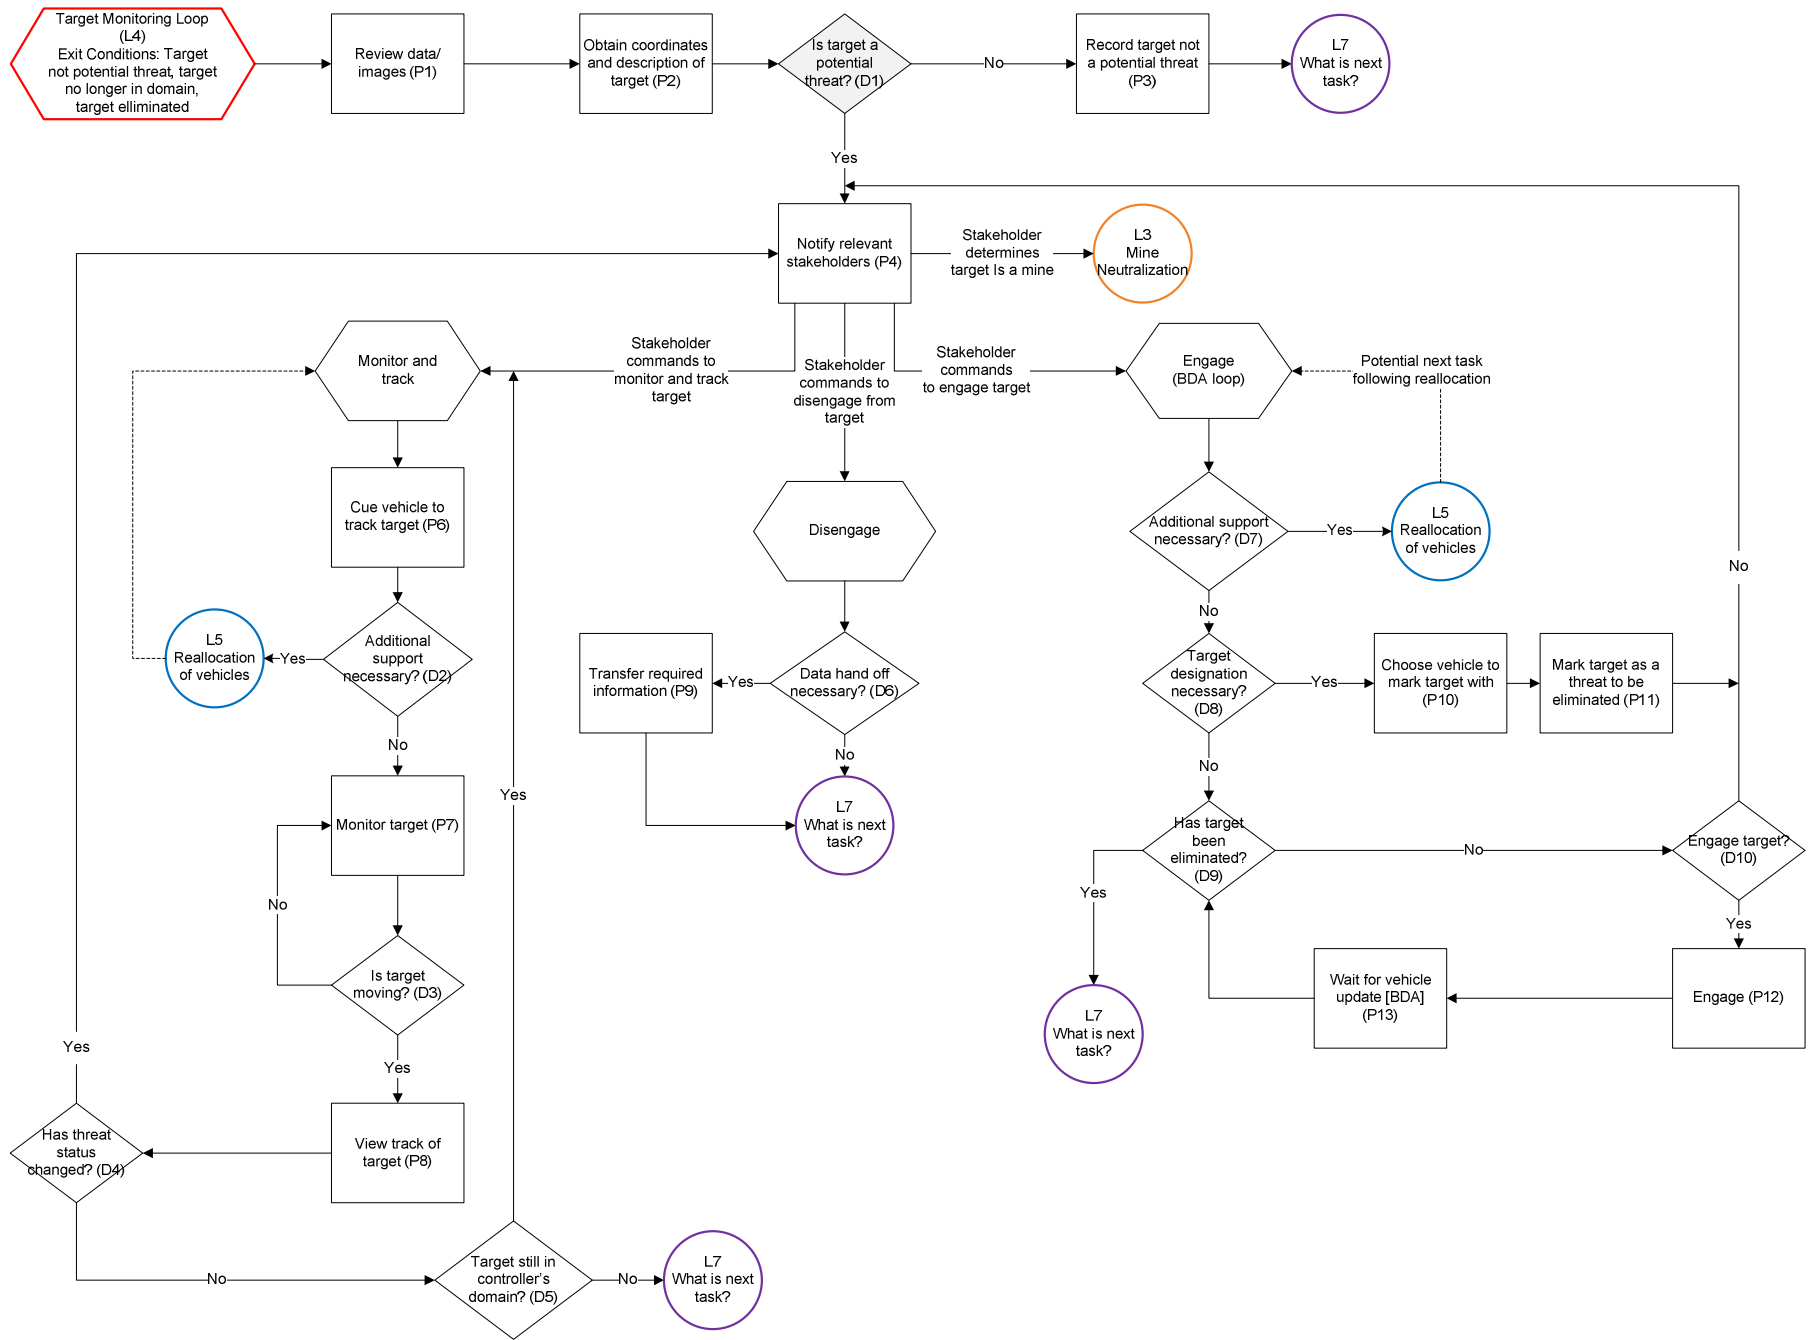 Target Monitoring Loop
(L4)
Exit Conditions: Target
not potential threat, target
no longer in domain,
target elliminated
Review data/
images (P1)
Obtain coordinates
and description of
target (P2)
Is target a
potential
threat? (D1)
No
Record target not
a potential threat
(P3)
L7
What is next
task?
Yes
Notify relevant
stakeholders (P4)
Stakeholder
determines
target Is a mine
L3
Mine
Neutralization
Monitor and
track
Stakeholder
commands to
monitor and track
target
Stakeholder
commands to
disengage from
target
Stakeholder
commands
to engage target
Engage
(BDA loop)
Potential next task
following reallocation
Cue vehicle to
track target (P6)
Disengage
Additional support
necessary? (D7)
Yes
L5
Reallocation
of vehicles
No
No
L5
Reallocation
of vehicles
Yes
Additional
support
necessary? (D2)
Transfer required
information (P9)
Yes
Data hand off
necessary? (D6)
Target
designation
necessary?
(D8)
Yes
Choose vehicle to
mark target with
(P10)
Mark target as a
threat to be
eliminated (P11)
No
No
No
Yes
Monitor target (P7)
L7
What is next
task?
Has target
been
eliminated?
(D9)
No
Engage target?
(D10)
No
Yes
Yes
Is target
moving? (D3)
Wait for vehicle
update [BDA]
(P13)
Engage (P12)
L7
What is next
task?
Yes
Yes
Has threat
status
changed? (D4)
View track of
target (P8)
No
Target still in
controller's
domain? (D5)
No
L7
What is next
task?